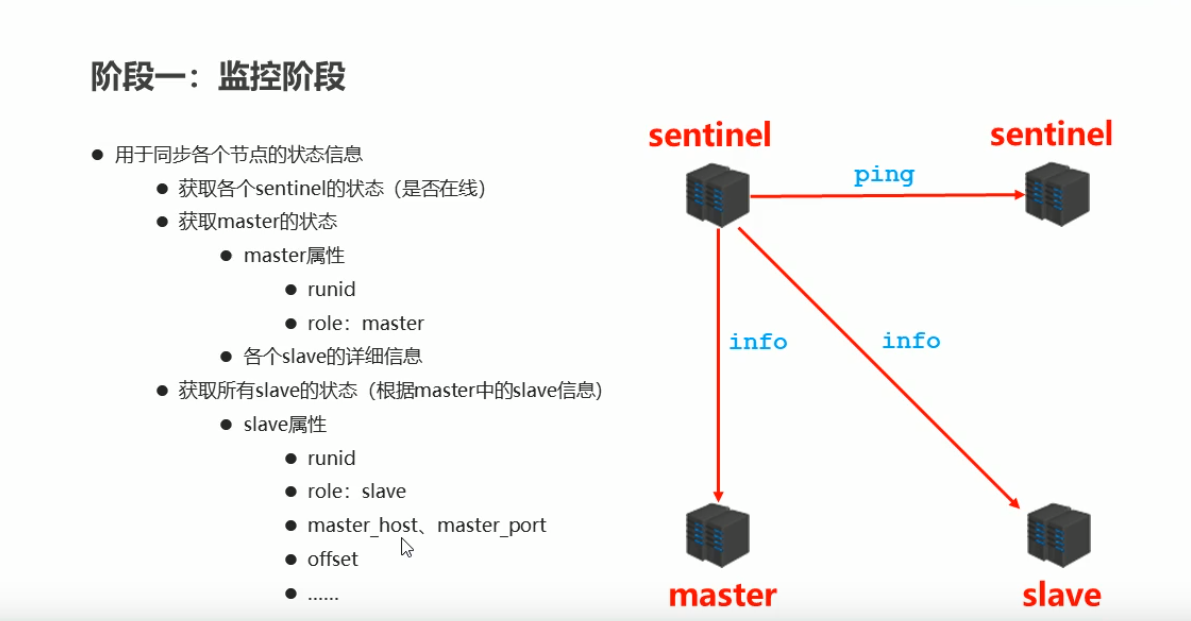 阶段一：监控阶段
● 用于同步各个节点的状态信息
● 获取各个sentinel的状态（是否在线）
● 获取master的状态
● master属性
● runid
● role：master
● 各个slave的详细信息
● 获取所有slave的状态（根据master中的slave信息）
● slave属性
● runid
● role：slave
● master_host、master_port
● offset
● ……
sentinel
sentinel
ping
info
info
master
slave